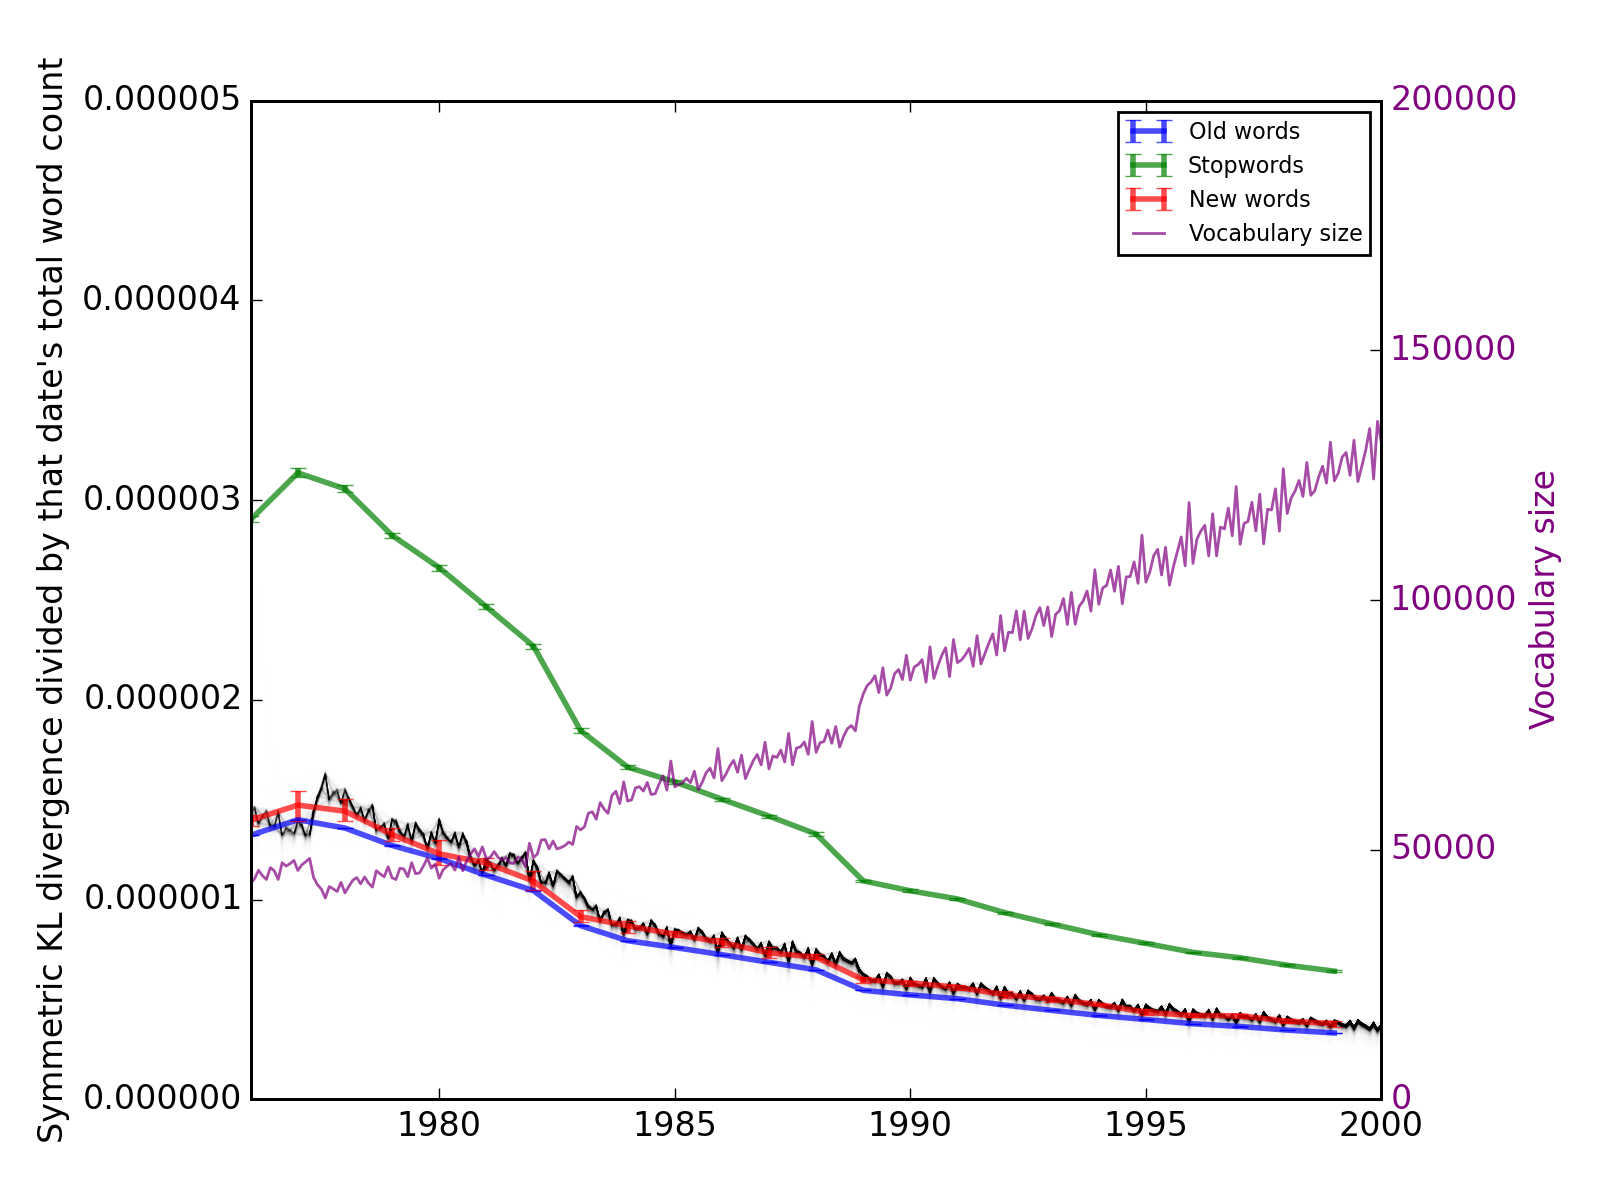 Symmetric KL divergence divided by that date's total word count
0.000005
0.000004
0.000003
0.000002
0.000001
0.000000
1980
1985
1990
1995
2000
200000
150000
100000
50000
0
Vocabulary size
Old words
Stopwords
New words
Vocabulary size